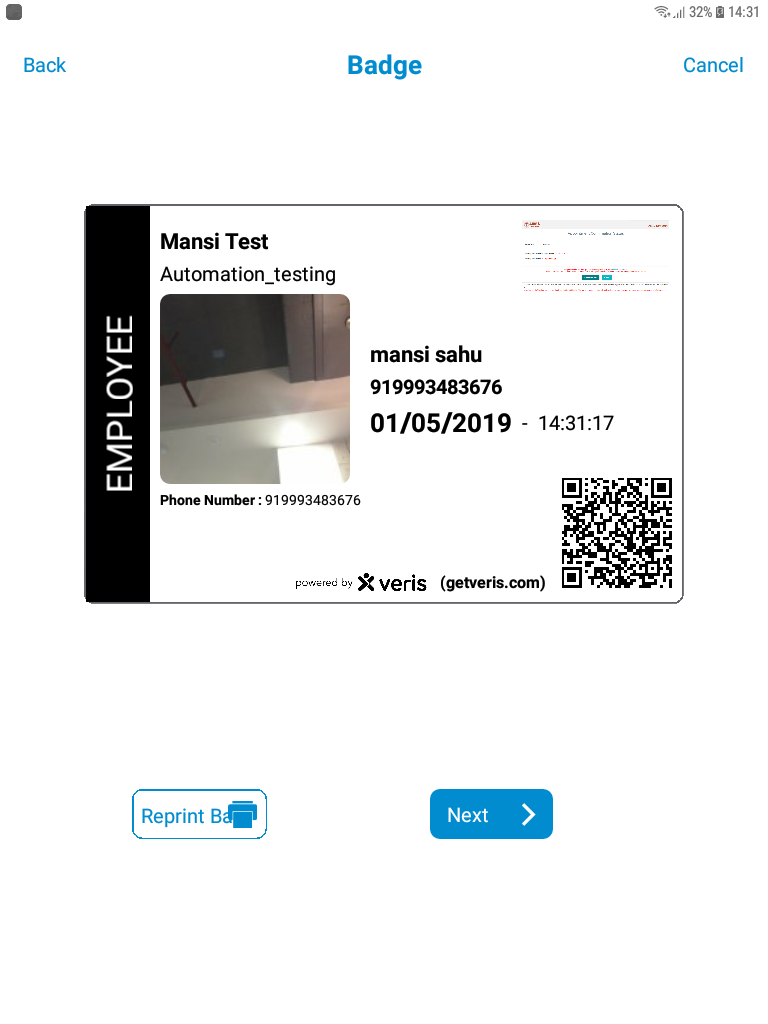 32% 14:31
Back
Badge
Cancel
EMPLOYEE
Mansi Test
Automation_testing
mansi sahu
919993483676
01/05/2019 - 14:31:17
Phone Number : 919993483676
powered by veris (getveris.com)
Reprint Ba
Next